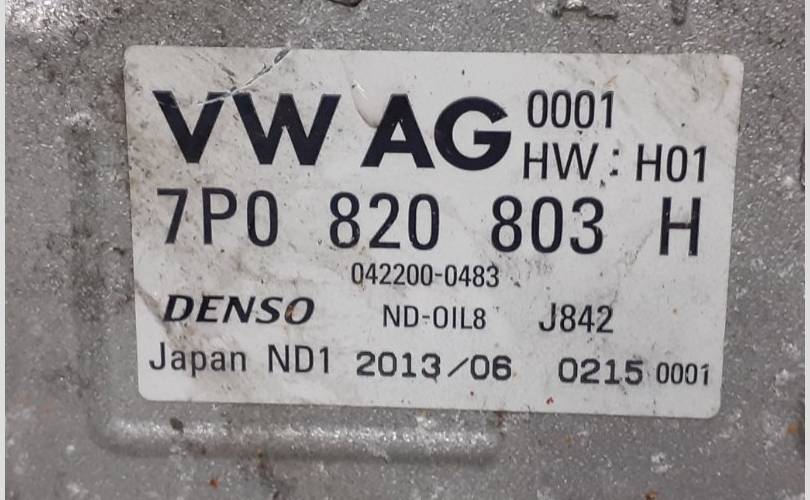 VW AG 0001
HW : H01
7P0 820 803 H
042200-0483
DENSO ND-OIL8 J842
Japan ND1 2013/06 0215 0001